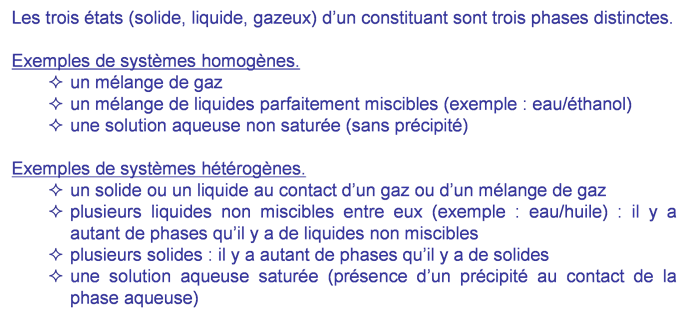 Les trois états (solide, liquide, gazeux) d’un constituant sont trois phases distinctes.
Exemples de systèmes homogènes.
✧ un mélange de gaz
✧ un mélange de liquides parfaitement miscibles (exemple : eau/éthanol)
✧ une solution aqueuse non saturée (sans précipité)
Exemples de systèmes hétérogènes.
✧ un solide ou un liquide au contact d’un gaz ou d’un mélange de gaz
✧ plusieurs liquides non miscibles entre eux (exemple : eau/huile) : il y a
autant de phases qu’il y a de liquides non miscibles
✧ plusieurs solides : il y a autant de phases qu’il y a de solides
✧ une solution aqueuse saturée (présence d’un précipité au contact de la
phase aqueuse)